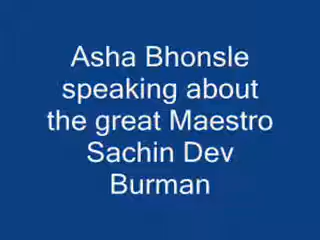 Asha Bhonsle
speaking about
the great Maestro
Sachin Dev
Burman